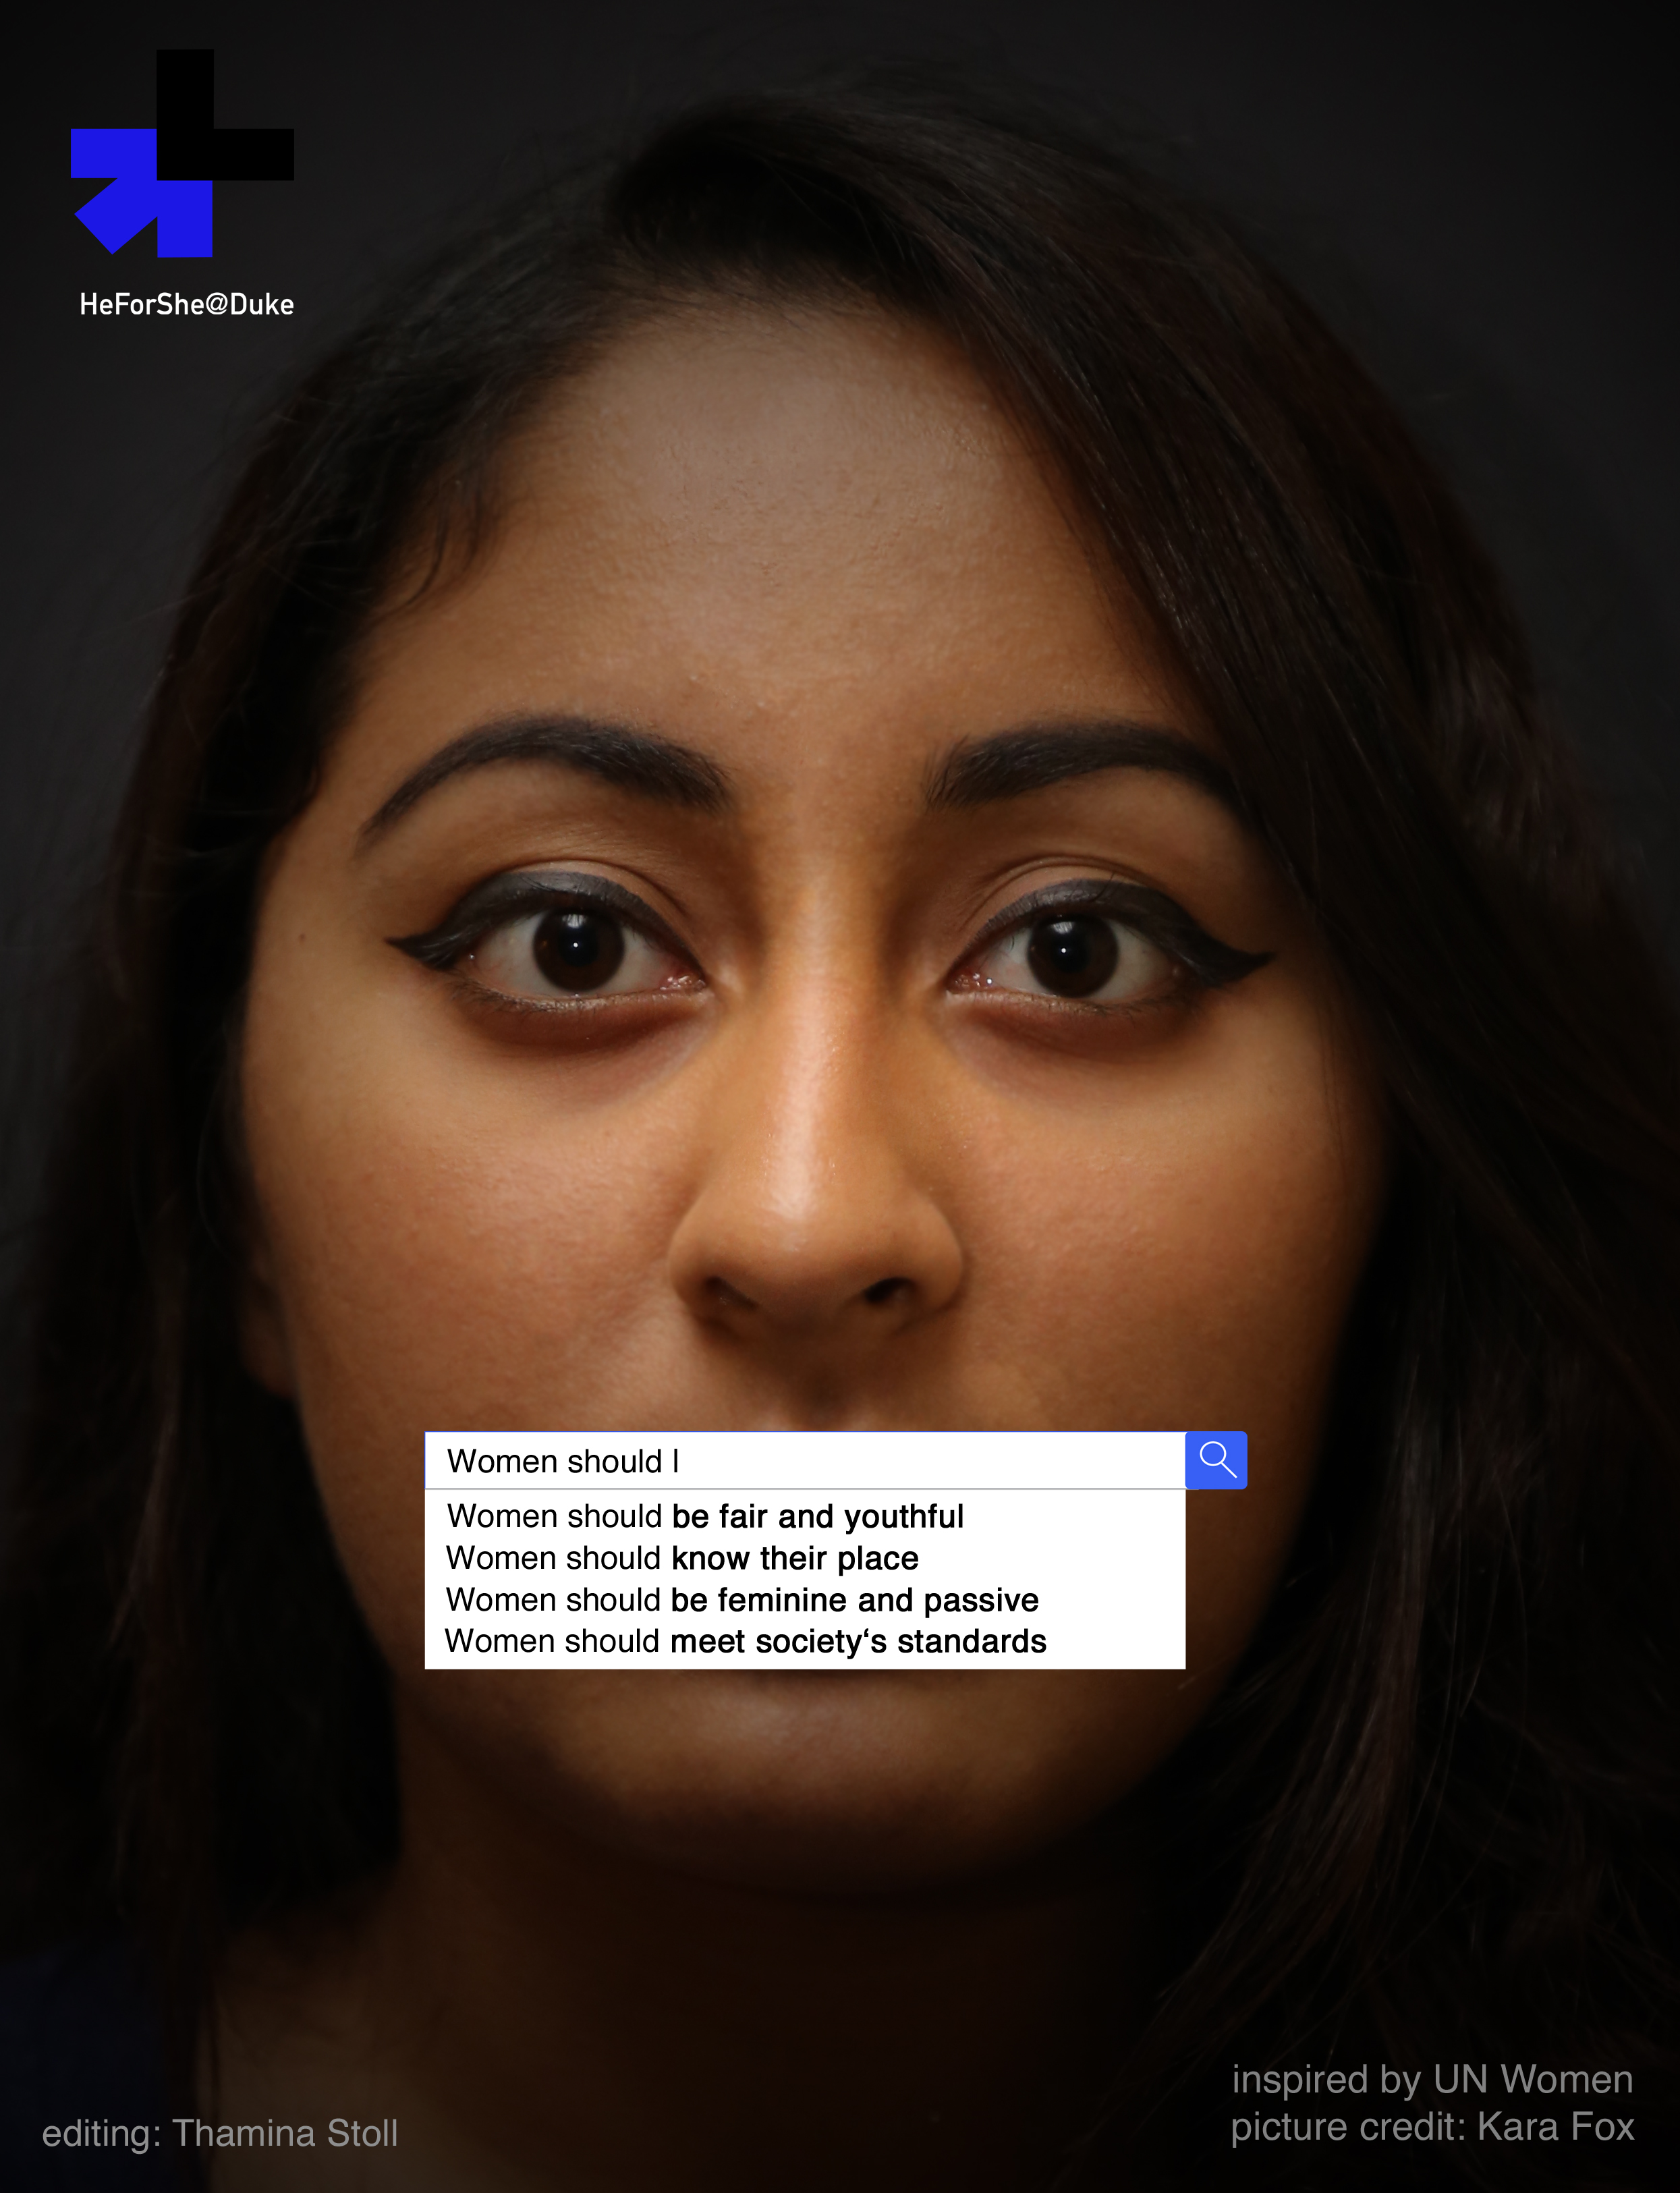 HeForShe@Duke
Women should l
Women should be fair and youthful
Women should know their place
Women should be feminine and passive
Women should meet society‘s standards
inspired by UN Women
editing: Thamina Stoll
picture credit: Kara Fox